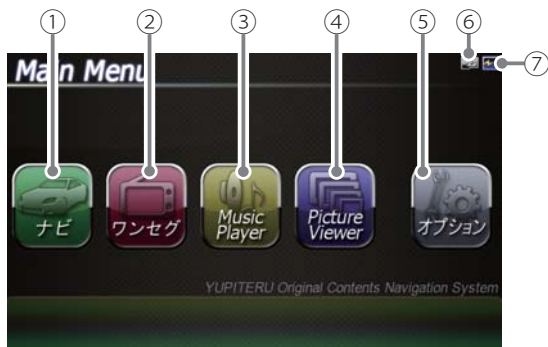 ① ② ③ ④ ⑤ ⑥
⑦
Main Menu
ナビ
ワンセグ
Music
Player
Picture
Viewer
オプション
YUPITERU Original Contents Navigation System